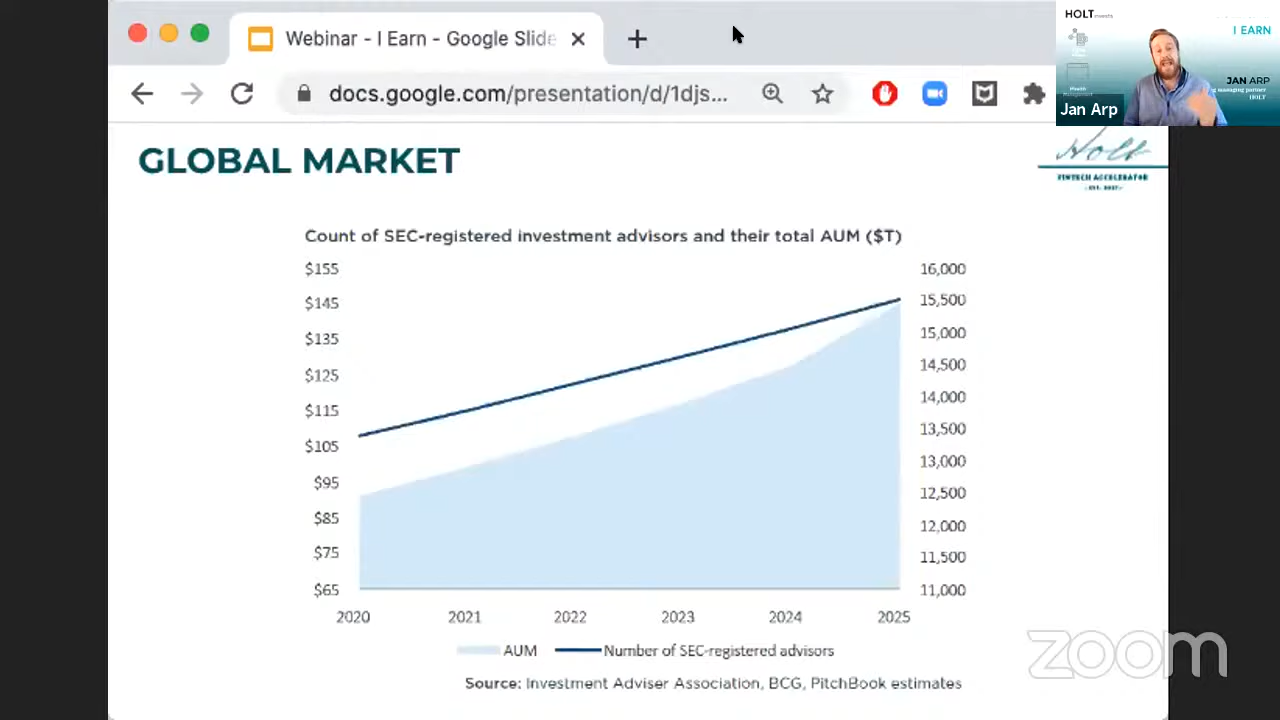 Webinar - I Earn - Google Slide
docs.google.com/presentation/d/1djs...
HOLT
I EARN
JAN ARP
managing partner
HOLT
Jan Arp
GLOBAL MARKET
Holt
FINTECH ACCELERATOR
Count of SEC-registered investment advisors and their total AUM ($T)
$155
$145
$135
$125
$115
$105
$95
$85
$75
$65
16,000
15,500
15,000
14,500
14,000
13,500
13,000
12,500
12,000
11,500
11,000
2020 2021 2022 2023 2024 2025
AUM Number of SEC-registered advisors
Source: Investment Adviser Association, BCG, PitchBook estimates
zoom